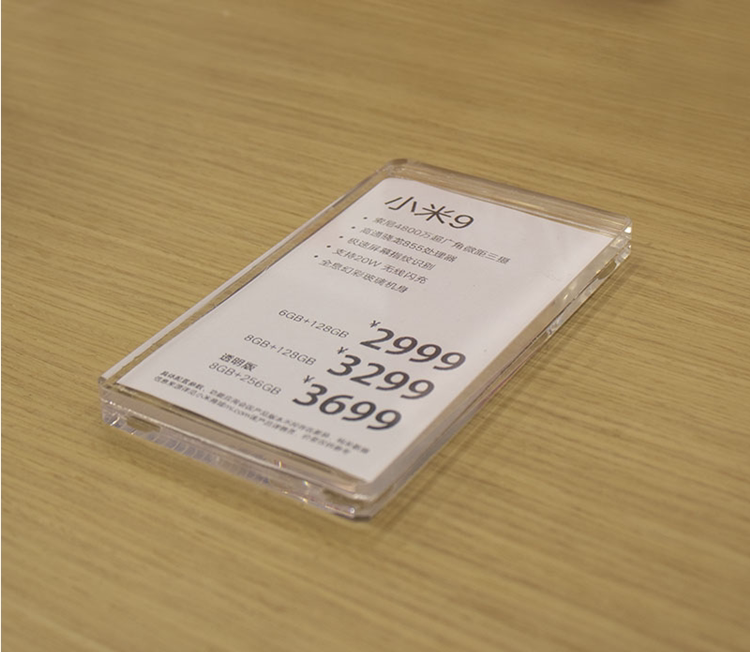 小米9
• 索尼4800万超广角微距三摄
• 高通骁龙855处理器
• 极速屏幕指纹识别
• 支持20W 无线闪充
• 全息幻彩玻璃机身
6GB+128GB ¥2999
8GB+128GB ¥3299
透明版
8GB+256GB ¥3699